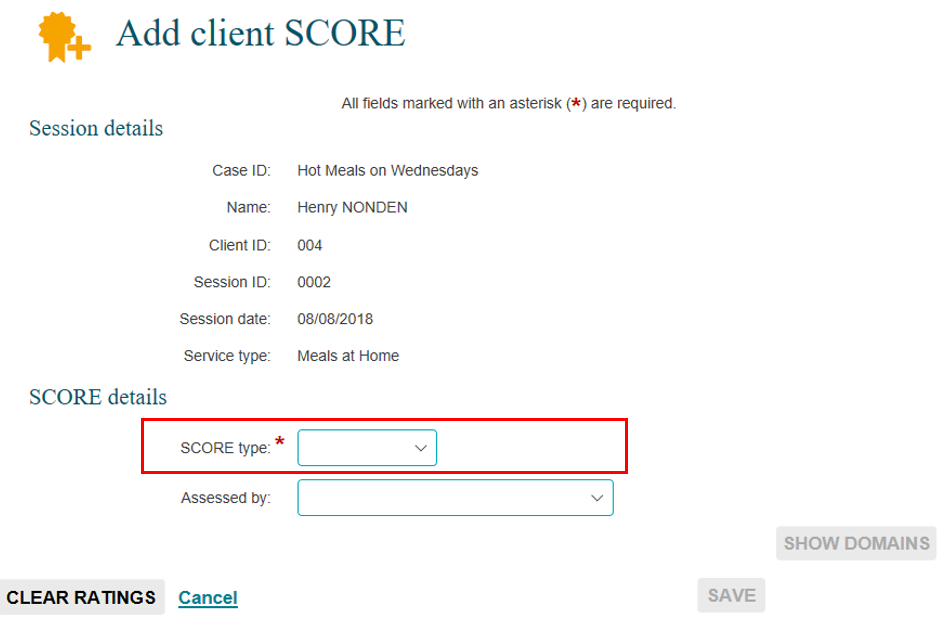 Add client SCORE
All fields marked with an asterisk (*) are required.
Session details
Case ID: Hot Meals on Wednesdays
Name: Henry NONDEN
Client ID: 004
Session ID: 0002
Session date: 08/08/2018
Service type: Meals at Home
SCORE details
SCORE type: *
Assessed by:
SHOW DOMAINS
CLEAR RATINGS Cancel SAVE